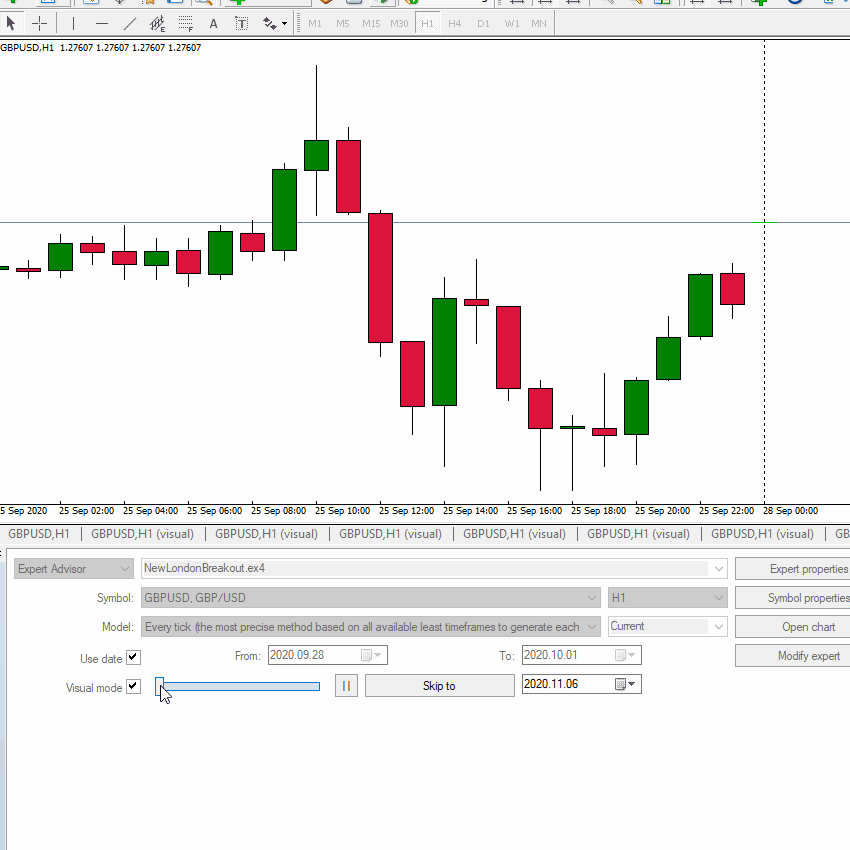 A T M1 M5 M15 M30 H1 H4 D1 W1 MN
GBPUSD,H1 1.27607 1.27607 1.27607 1.27607
5 Sep 2020 25 Sep 02:00 25 Sep 04:00 25 Sep 06:00 25 Sep 08:00 25 Sep 10:00 25 Sep 12:00 25 Sep 14:00 25 Sep 16:00 25 Sep 18:00 25 Sep 20:00 25 Sep 22:00 28 Sep 00:00
GBPUSD,H1 GBPUSD,H1 (visual) GBPUSD,H1 (visual) GBPUSD,H1 (visual) GBPUSD,H1 (visual) GBPUSD,H1 (visual) GBPUSD,H1 (visual) GB
Expert Advisor NewLondonBreakout.ex4 Expert properties
Symbol: GBPUSD, GBP/USD H1 Symbol properties
Model: Every tick (the most precise method based on all available least timeframes to generate each Current Open chart
Use date From: 2020.09.28 To: 2020.10.01 Modify expert
Visual mode Skip to 2020.11.06